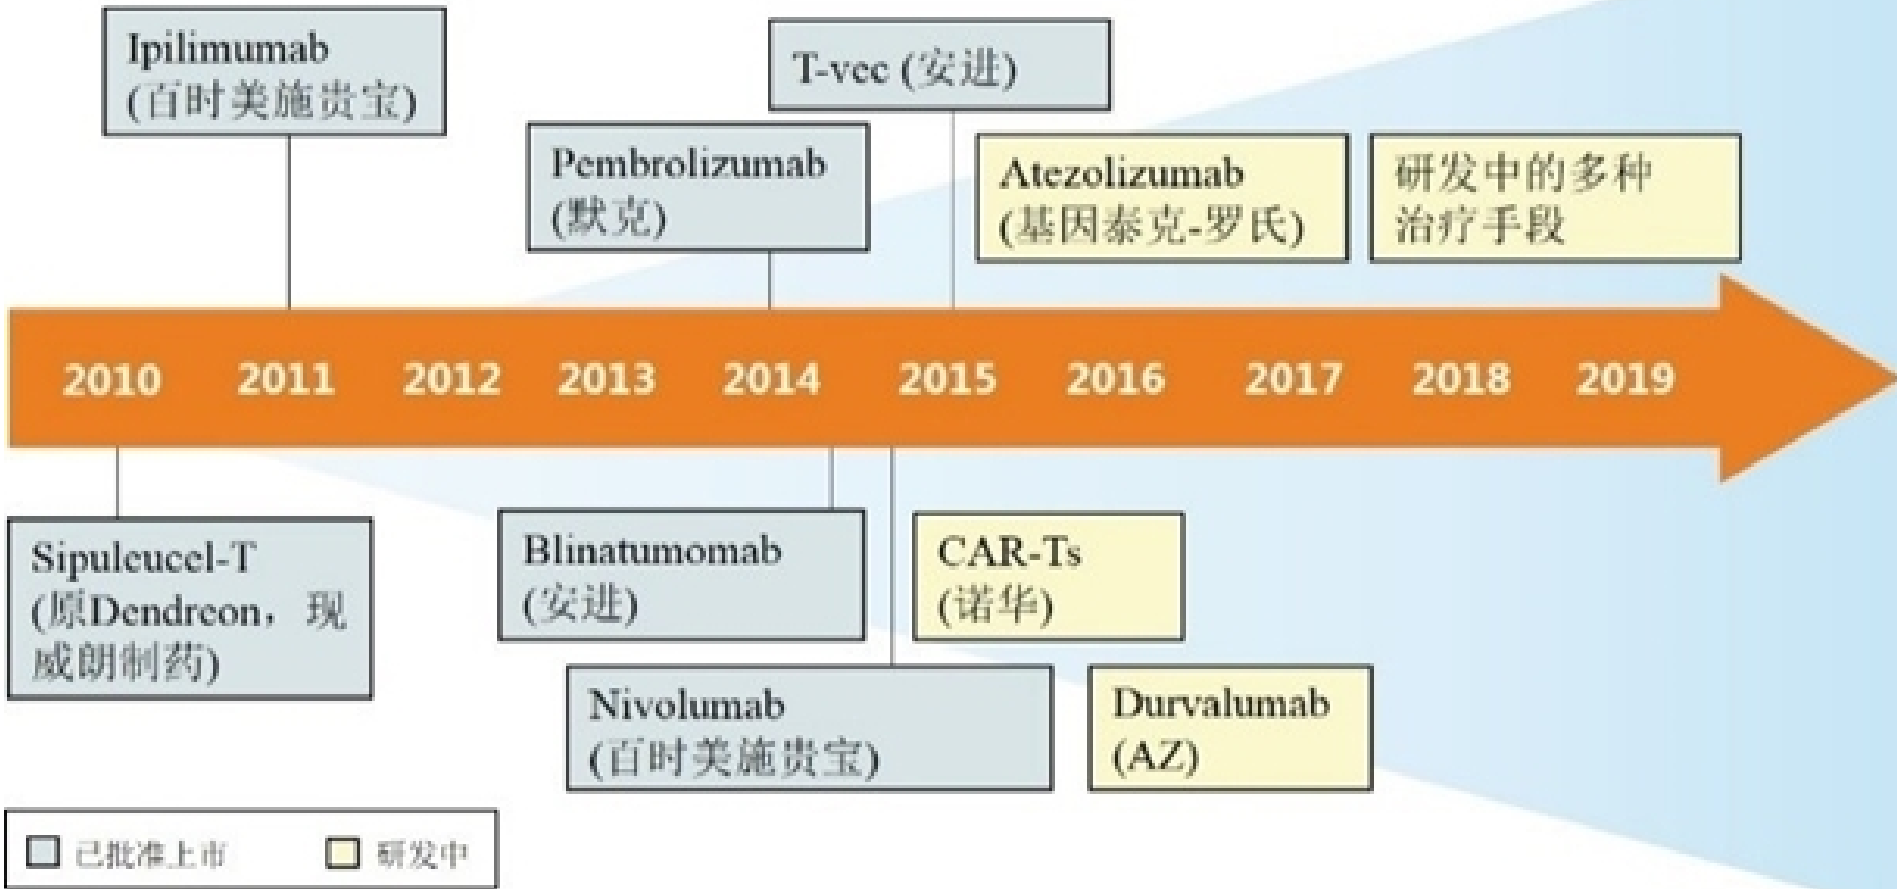 Ipilimumab
(百时美施贵宝)
T-vec (安进)
Pembrolizumab
(默克)
Atezolizumab
(基因泰克-罗氏)
研发中的多种
治疗手段
2010 2011 2012 2013 2014 2015 2016 2017 2018 2019
Sipuleucel-T
(原Dendreon，现
威朗制药)
Blinatumomab
(安进)
CAR-Ts
(诺华)
Nivolumab
(百时美施贵宝)
Durvalumab
(AZ)
已批准上市 研发中